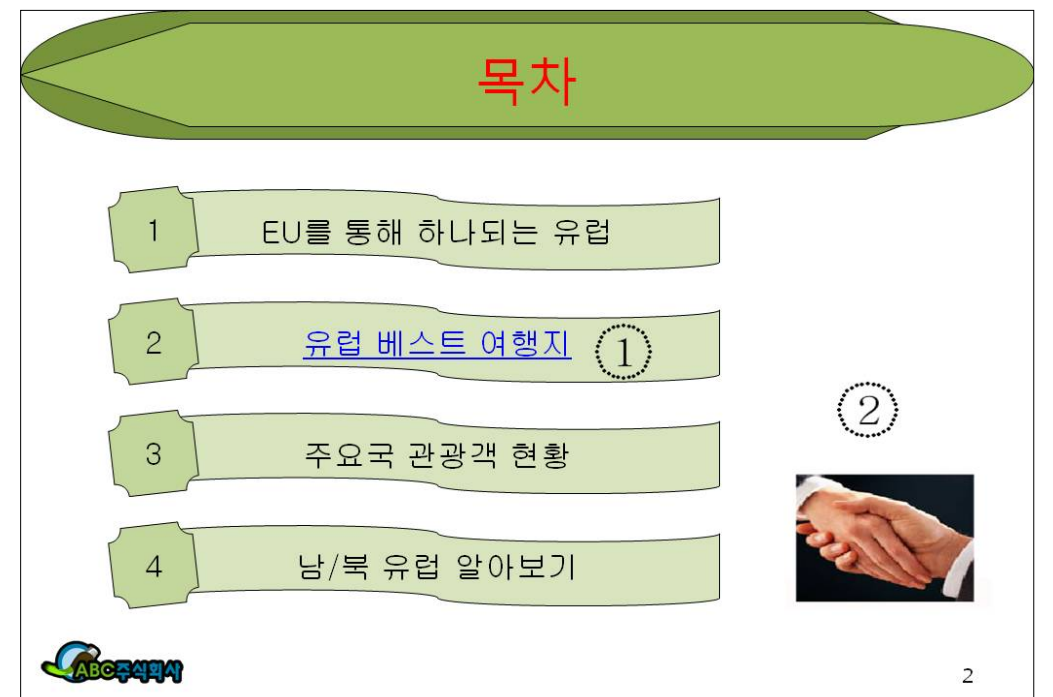 목차
1 EU를 통해 하나되는 유럽
2 유럽 베스트 여행지 ①
②
3 주요국 관광객 현황
4 남/북 유럽 알아보기
ABC주식회사
2